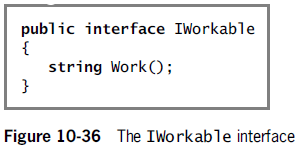 public interface IWorkable
{
   string Work();
}
Figure 10-36 The IWorkable interface